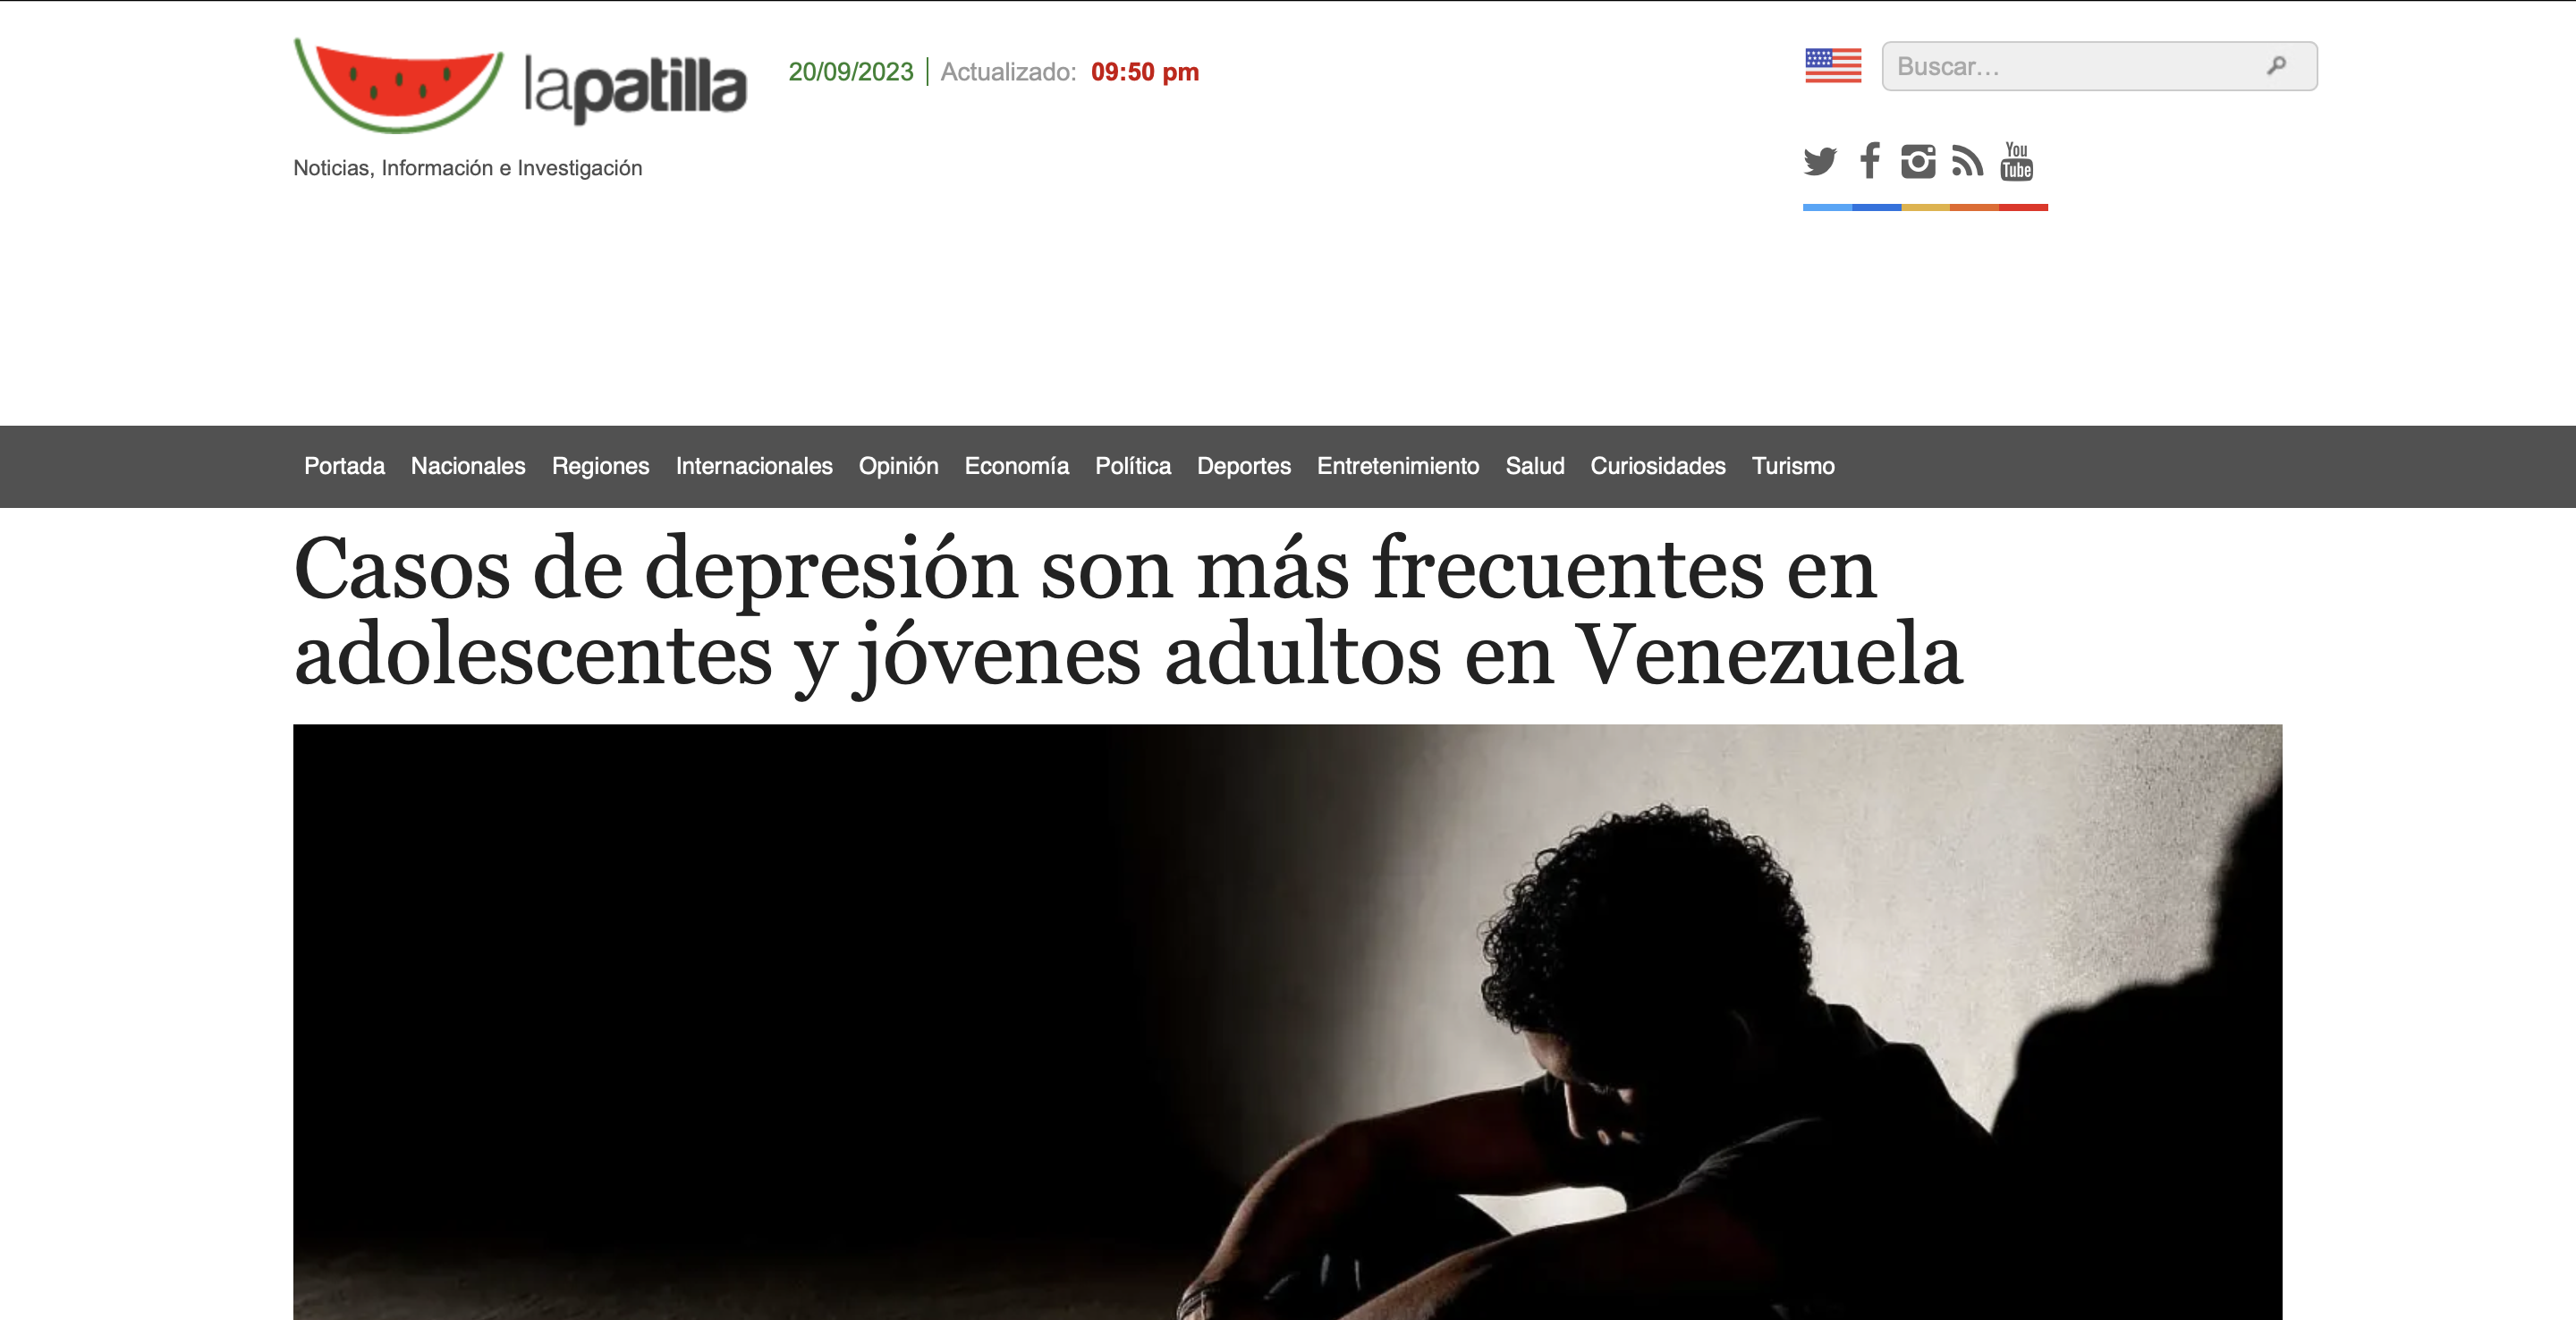 lapatilla
20/09/2023 | Actualizado: 09:50 pm
Buscar...
Noticias, Información e Investigación
You
Tube
Portada Nacionales Regiones Internacionales Opinión Economía Política Deportes Entretenimiento Salud Curiosidades Turismo
Casos de depresión son más frecuentes en
adolescentes y jóvenes adultos en Venezuela